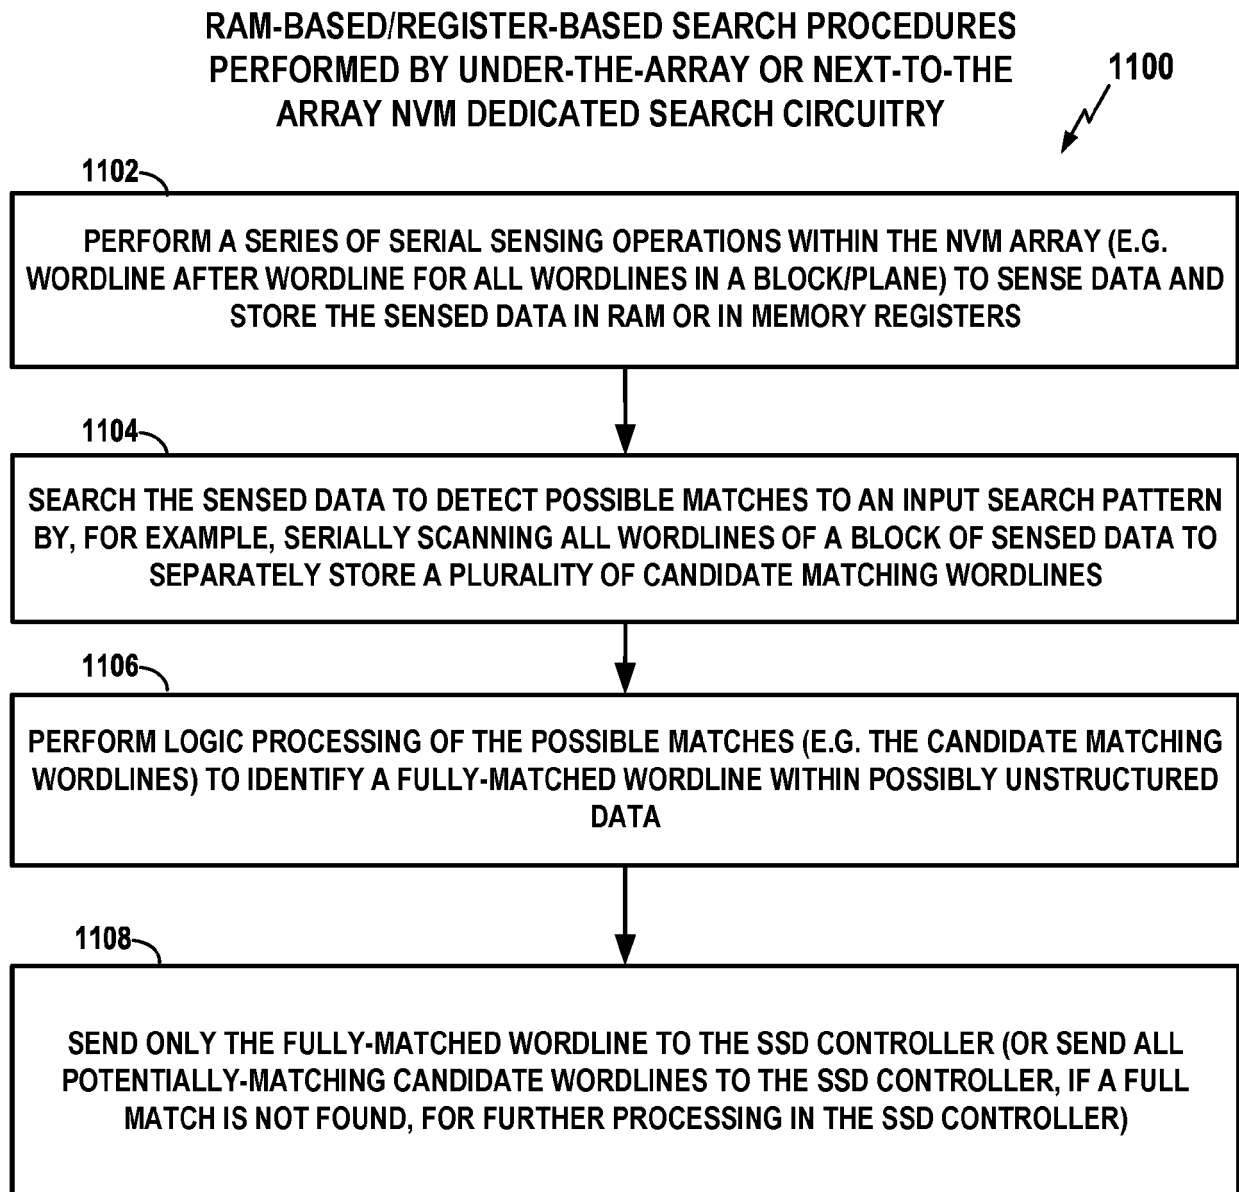 RAM-BASED/REGISTER-BASED SEARCH PROCEDURES
PERFORMED BY UNDER-THE-ARRAY OR NEXT-TO-THE
ARRAY NVM DEDICATED SEARCH CIRCUITRY
1100
1102
PERFORM A SERIES OF SERIAL SENSING OPERATIONS WITHIN THE NVM ARRAY (E.G.
WORDLINE AFTER WORDLINE FOR ALL WORDLINES IN A BLOCK/PLANE) TO SENSE DATA AND
STORE THE SENSED DATA IN RAM OR IN MEMORY REGISTERS
1104
SEARCH THE SENSED DATA TO DETECT POSSIBLE MATCHES TO AN INPUT SEARCH PATTERN
BY, FOR EXAMPLE, SERIALLY SCANNING ALL WORDLINES OF A BLOCK OF SENSED DATA TO
SEPARATELY STORE A PLURALITY OF CANDIDATE MATCHING WORDLINES
1106
PERFORM LOGIC PROCESSING OF THE POSSIBLE MATCHES (E.G. THE CANDIDATE MATCHING
WORDLINES) TO IDENTIFY A FULLY-MATCHED WORDLINE WITHIN POSSIBLY UNSTRUCTURED
DATA
1108
SEND ONLY THE FULLY-MATCHED WORDLINE TO THE SSD CONTROLLER (OR SEND ALL
POTENTIALLY-MATCHING CANDIDATE WORDLINES TO THE SSD CONTROLLER, IF A FULL
MATCH IS NOT FOUND, FOR FURTHER PROCESSING IN THE SSD CONTROLLER)